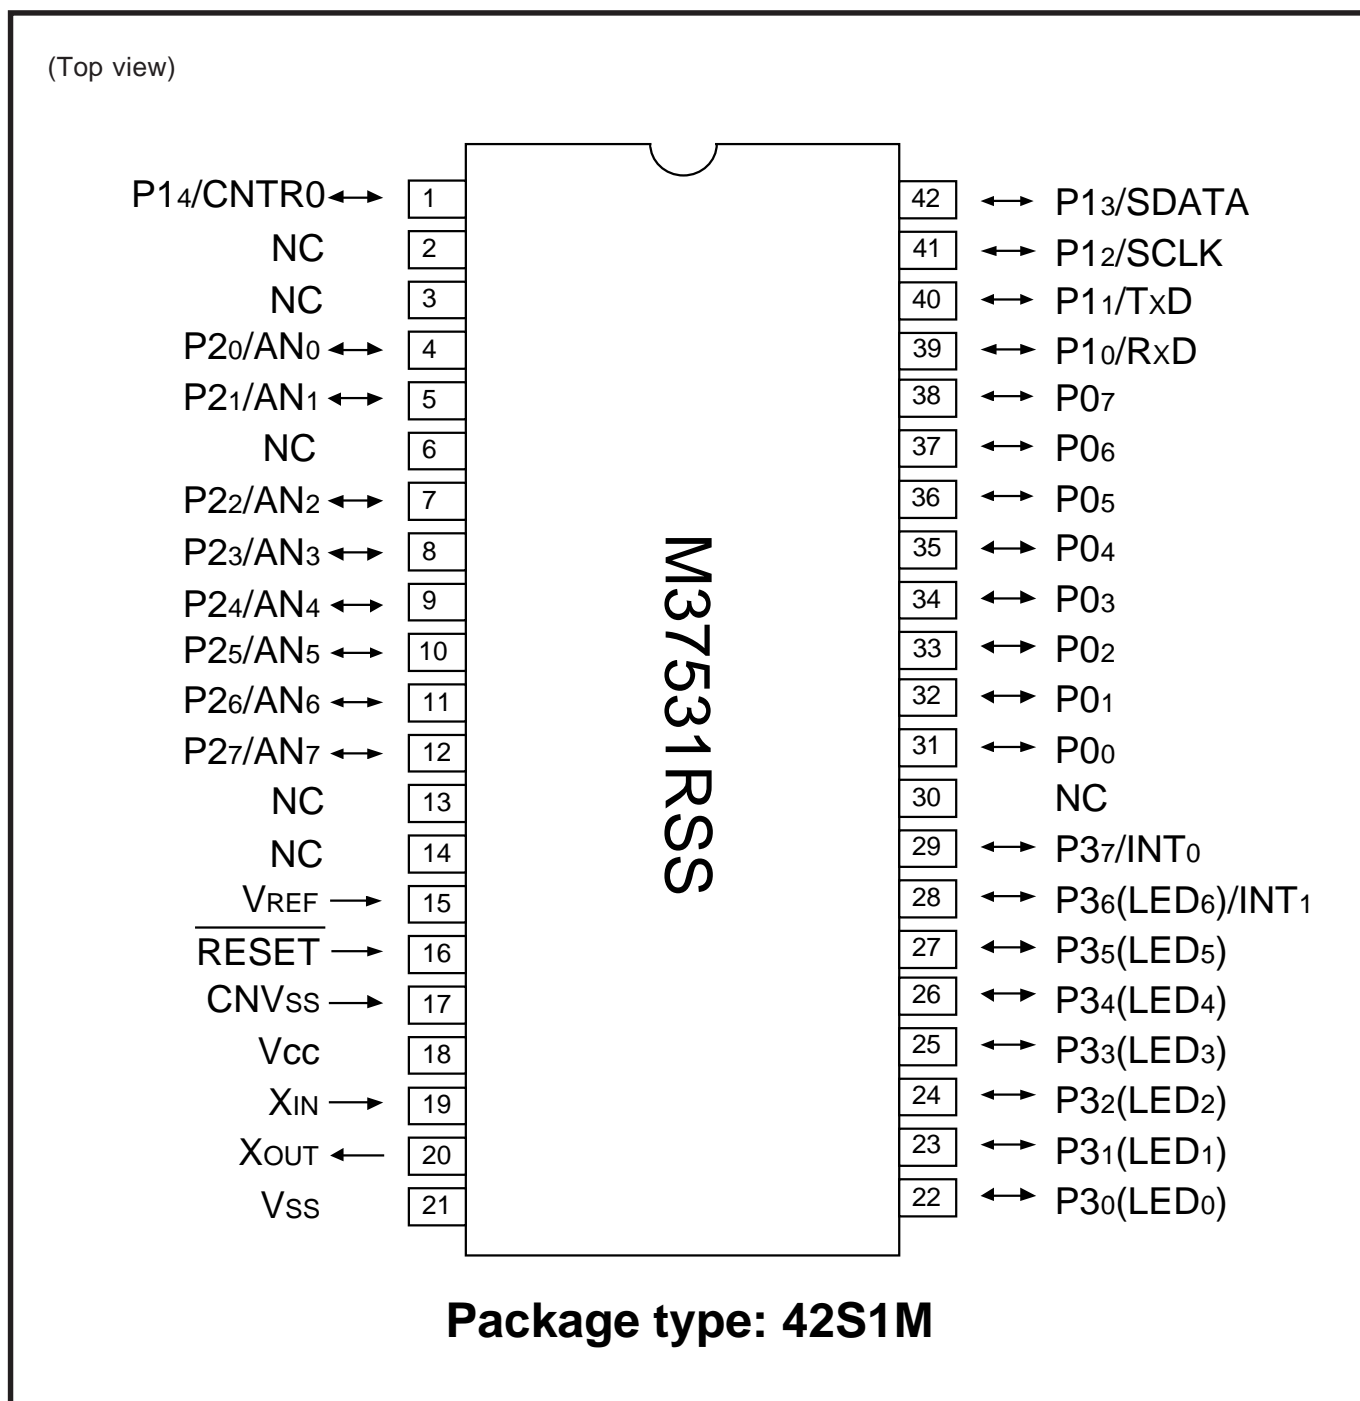 (Top view)
P14/CNTR0 1
NC 2
NC 3
P20/AN0 4
P21/AN1 5
NC 6
P22/AN2 7
P23/AN3 8
P24/AN4 9
P25/AN5 10
P26/AN6 11
P27/AN7 12
NC 13
NC 14
VREF 15
RESET 16
CNVSS 17
VCC 18
XIN 19
XOUT 20
VSS 21
M37531RSS
42 P13/SDATA
41 P12/SCLK
40 P11/TXD
39 P10/RXD
38 P07
37 P06
36 P05
35 P04
34 P03
33 P02
32 P01
31 P00
30 NC
29 P37/INT0
28 P36(LED6)/INT1
27 P35(LED5)
26 P34(LED4)
25 P33(LED3)
24 P32(LED2)
23 P31(LED1)
22 P30(LED0)
Package type: 42S1M